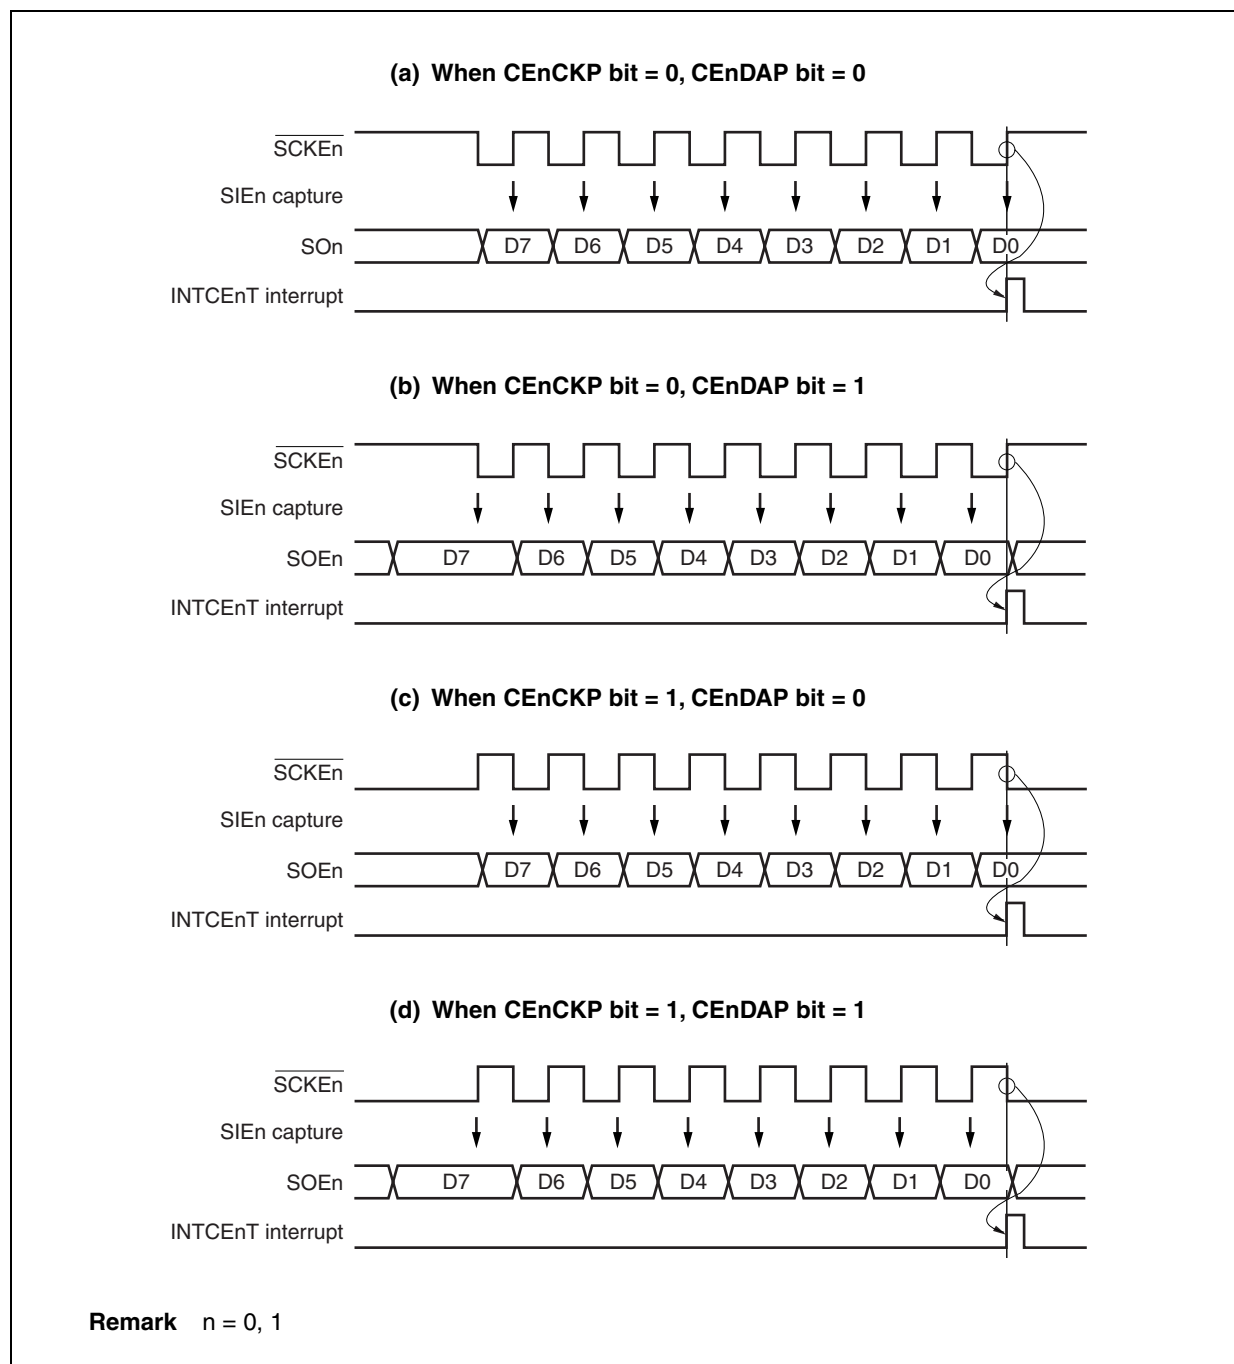 (a) When CEnCKP bit = 0, CEnDAP bit = 0
SCKEn
SIEn capture
SOn D7 D6 D5 D4 D3 D2 D1 D0
INTCEnT interrupt
(b) When CEnCKP bit = 0, CEnDAP bit = 1
SCKEn
SIEn capture
SOEn D7 D6 D5 D4 D3 D2 D1 D0
INTCEnT interrupt
(c) When CEnCKP bit = 1, CEnDAP bit = 0
SCKEn
SIEn capture
SOEn D7 D6 D5 D4 D3 D2 D1 D0
INTCEnT interrupt
(d) When CEnCKP bit = 1, CEnDAP bit = 1
SCKEn
SIEn capture
SOEn D7 D6 D5 D4 D3 D2 D1 D0
INTCEnT interrupt
Remark n = 0, 1